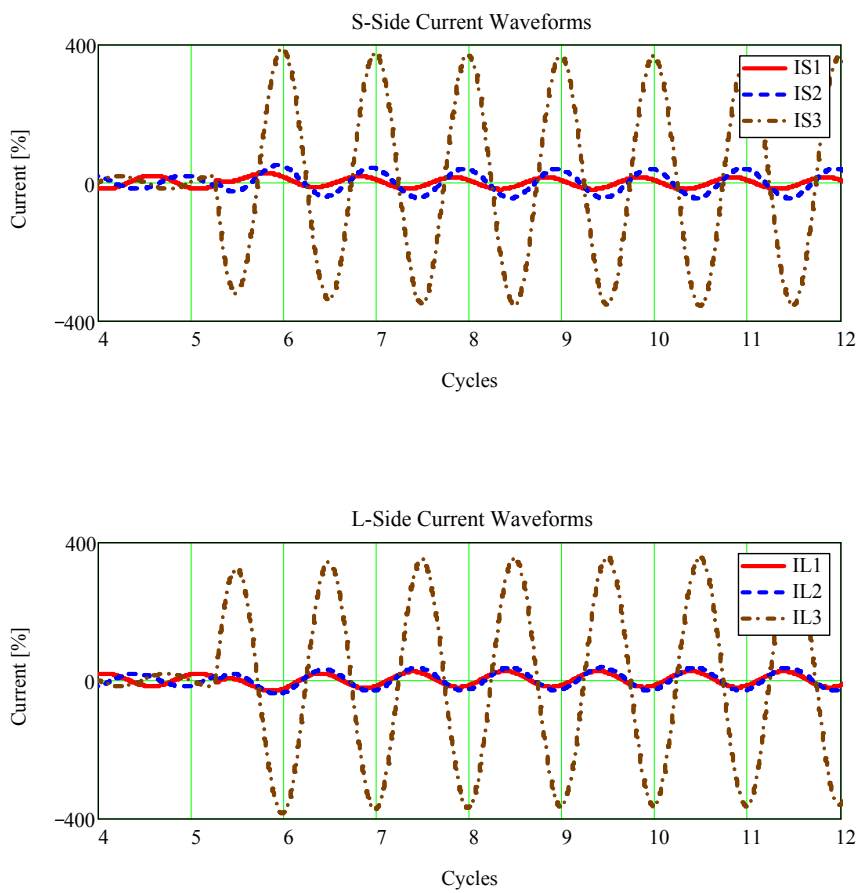 S-Side Current Waveforms
400
IS1
IS2
IS3
Current [%]
0
−400
4 5 6 7 8 9 10 11 12
Cycles
L-Side Current Waveforms
400
IL1
IL2
IL3
Current [%]
0
−400
4 5 6 7 8 9 10 11 12
Cycles